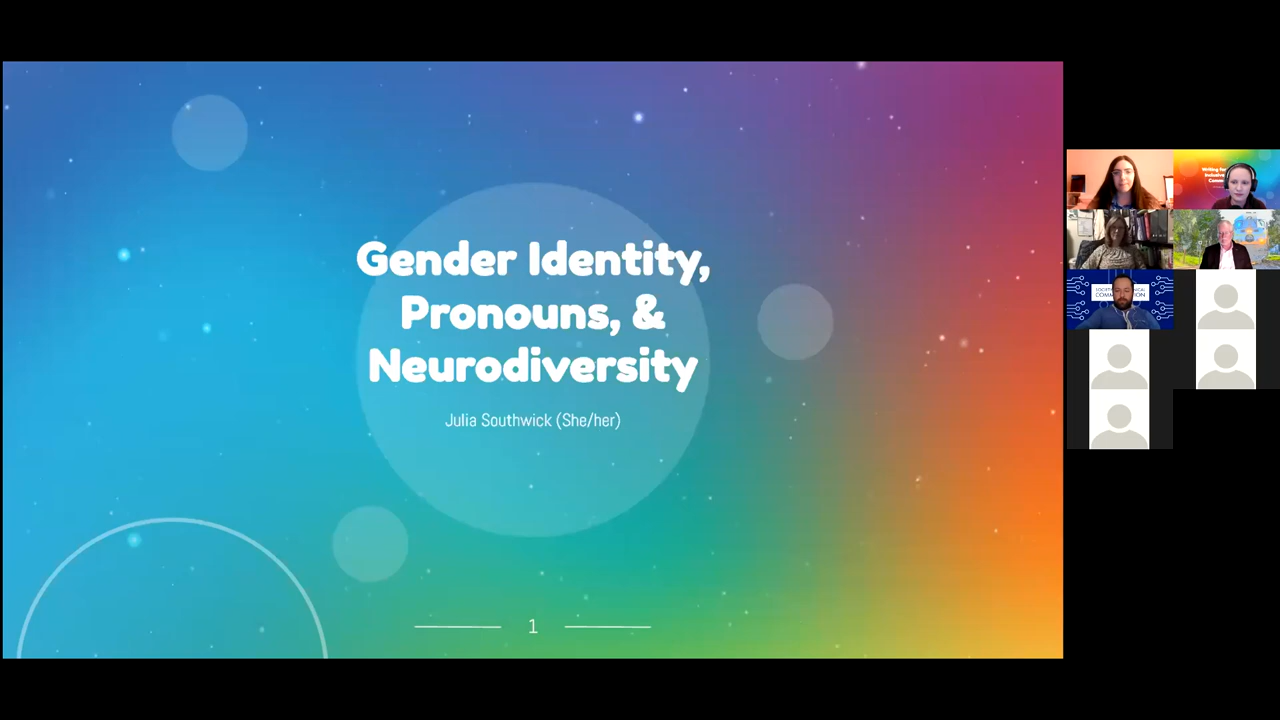 Gender Identity,
Pronouns, &
Neurodiversity
Julia Southwick (She/her)
1